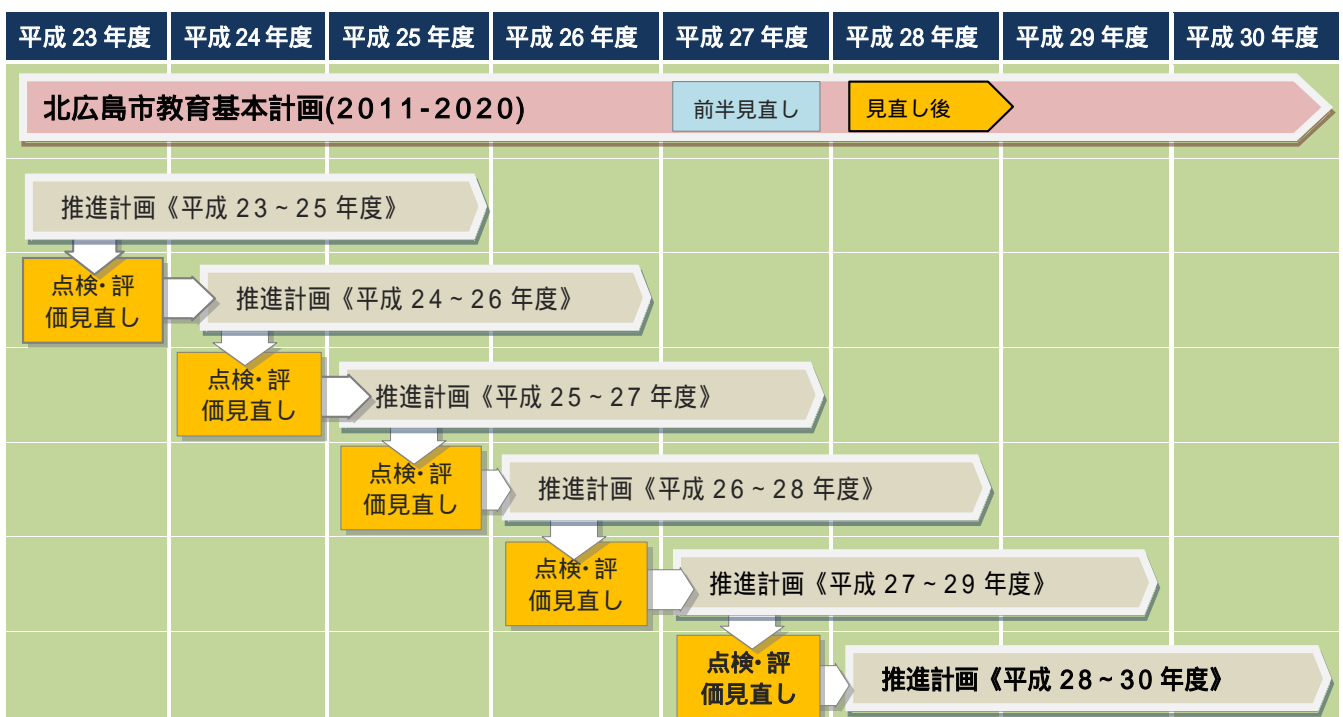 平成 23 年度
平成 24 年度
平成 25 年度
平成 26 年度
平成 27 年度
平成 28 年度
平成 29 年度
平成 30 年度
北広島市教育基本計画(2011-2020)
前半見直し
見直し後
推進計画《平成 23~25 年度》
点検・評
価見直し
推進計画《平成 24~26 年度》
点検・評
価見直し
推進計画《平成 25~27 年度》
点検・評
価見直し
推進計画《平成 26~28 年度》
点検・評
価見直し
推進計画《平成 27~29 年度》
点検・評
価見直し
推進計画《平成 28~30 年度》